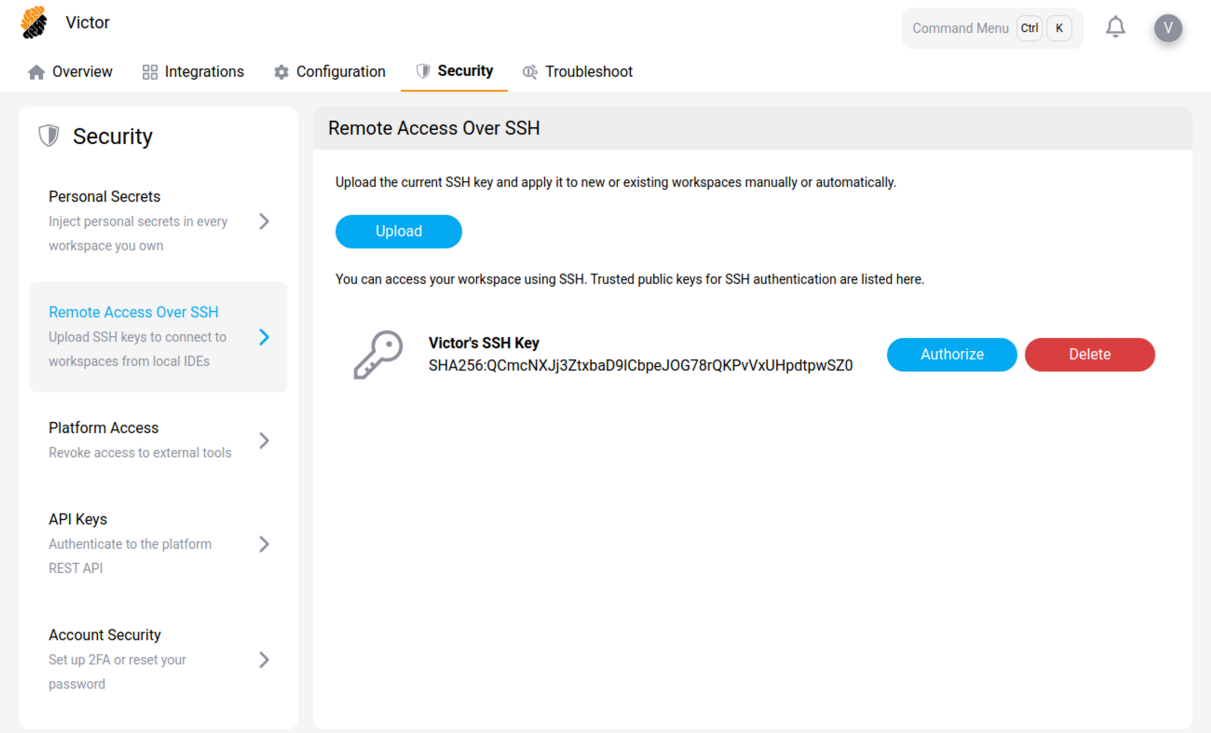 Victor
Command Menu Ctrl K
V
Overview Integrations Configuration Security Troubleshoot
Security
Personal Secrets
Inject personal secrets in every
workspace you own
Remote Access Over SSH
Upload SSH keys to connect to
workspaces from local IDEs
Platform Access
Revoke access to external tools
API Keys
Authenticate to the platform
REST API
Account Security
Set up 2FA or reset your
password
Remote Access Over SSH
Upload the current SSH key and apply it to new or existing workspaces manually or automatically.
Upload
You can access your workspace using SSH. Trusted public keys for SSH authentication are listed here.
Victor's SSH Key
SHA256:QCmcNXJj3ZtxbaD9ICbpeJOG78rQKPvVxUHpdtpwSZ0
Authorize Delete